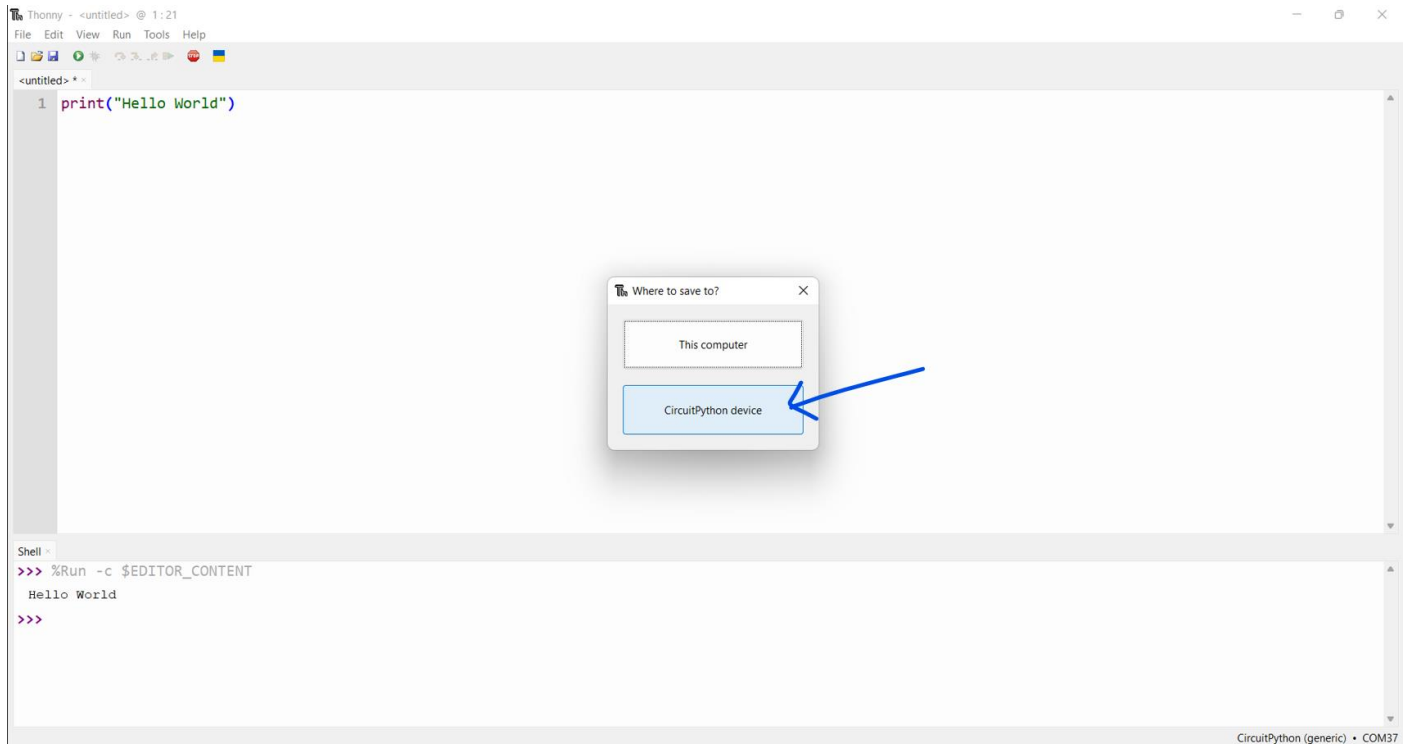 Thonny - <untitled> @ 1:21
File Edit View Run Tools Help
<untitled> *
1 print("Hello World")
Where to save to?
This computer
CircuitPython device
Shell
>>> %Run -c $EDITOR_CONTENT
Hello World
>>>
CircuitPython (generic) • COM37